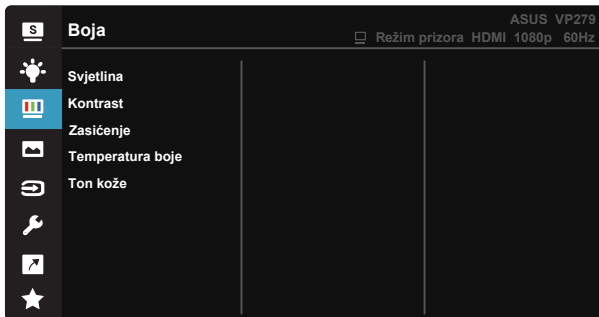 S
Boja
ASUS VP279
Režim prizora HDMI 1080p 60Hz
Svjetlina
Kontrast
Zasićenje
Temperatura boje
Ton kože